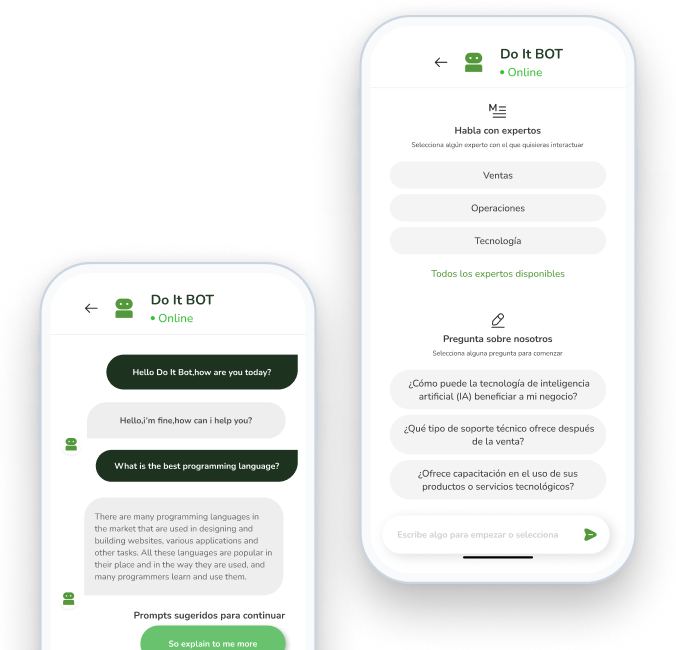 Do It BOT
Online
Hello Do It Bot,how are you today?
Hello,i'm fine,how can i help you?
What is the best programming language?
There are many programming languages in
the market that are used in designing and
building websites, various applications and
other tasks. All these languages are popular in
their place and in the way they are used, and
many programmers learn and use them.
Prompts sugeridos para continuar
So explain to me more
Do It BOT
Online
M
Habla con expertos
Selecciona algún experto con el que quisieras interactuar
Ventas
Operaciones
Tecnología
Todos los expertos disponibles
Pregunta sobre nosotros
Selecciona alguna pregunta para comenzar
¿Cómo puede la tecnología de inteligencia
artificial (IA) beneficiar a mi negocio?
¿Qué tipo de soporte técnico ofrece después
de la venta?
¿Ofrece capacitación en el uso de sus
productos o servicios tecnológicos?
Escribe algo para empezar o selecciona